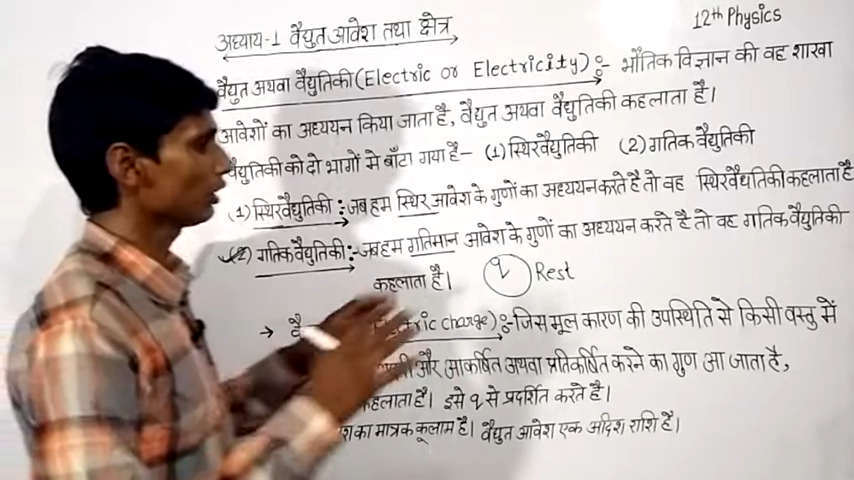 12th Physics
अध्याय-1 वैद्युत आवेश तथा क्षेत्र
वैद्युत अथवा वैद्युतिकी (Electric or Electricity) :- भौतिक विज्ञान की वह शाखा
आवेशों का अध्ययन किया जाता है, वैद्युत अथवा वैद्युतिकी कहलाता है।
वैद्युतिकी को दो भागों मे बाँटा गया है- (1) स्थिरवैद्युतिकी (2) गतिक वैद्युतिकी
(1) स्थिरवैद्युतिकी :- जब हम स्थिर आवेश के गुणों का अध्ययन करते है तो वह स्थिरवैद्यतिकी कहलाता है
(2) गतिकवैद्युतिकी :- जब हम गतिमान आवेश के गुणों का अध्ययन करते है तो वह गतिक वैद्युतिकी
कहलाता है। q Rest
→ वै ctric charge) :- जिस मूल कारण की उपस्थिति से किसी वस्तु में
और आकर्षित अथवा प्रतिकर्षित करने का गुण आ जाता है,
कहलाता है। इसे q से प्रदर्शित करते है।
का मात्रक कूलाम है। वैद्युत आवेश एक अदिश राशि है।